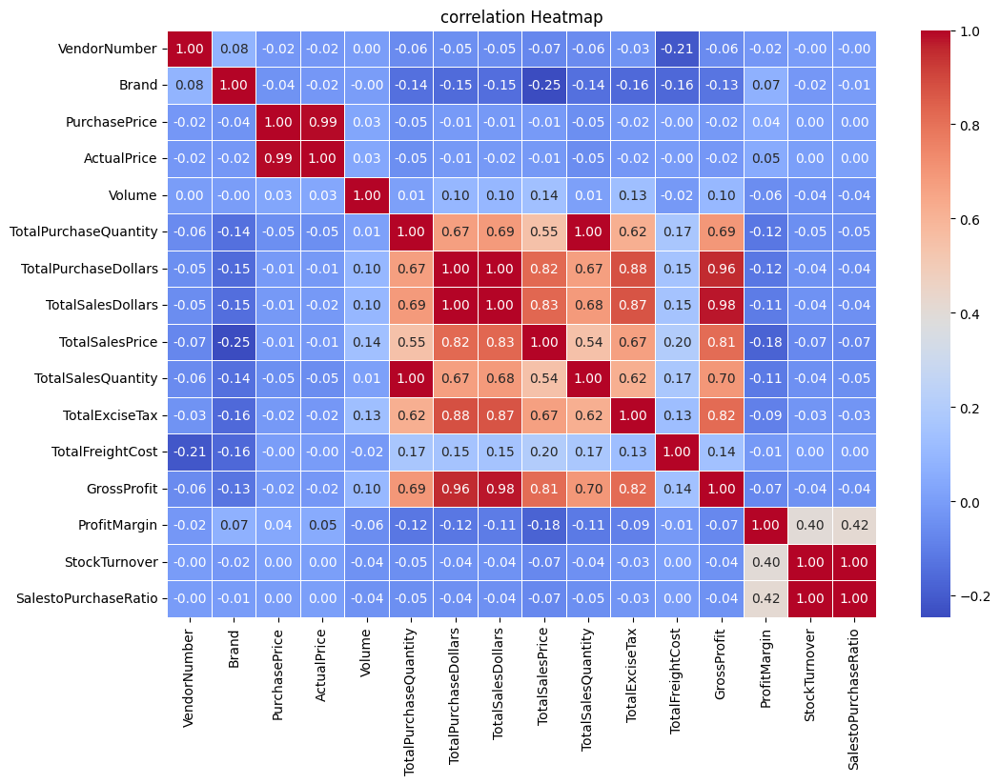 correlation Heatmap
VendorNumber 1.00 0.08 -0.02 -0.02 0.00 -0.06 -0.05 -0.05 -0.07 -0.06 -0.03 -0.21 -0.06 -0.02 -0.00 -0.00
Brand 0.08 1.00 -0.04 -0.02 -0.00 -0.14 -0.15 -0.15 -0.25 -0.14 -0.16 -0.16 -0.13 0.07 -0.02 -0.01
PurchasePrice -0.02 -0.04 1.00 0.99 0.03 -0.05 -0.01 -0.01 -0.01 -0.05 -0.02 -0.00 -0.02 0.04 0.00 0.00
ActualPrice -0.02 -0.02 0.99 1.00 0.03 -0.05 -0.01 -0.02 -0.01 -0.05 -0.02 -0.00 -0.02 0.05 0.00 0.00
Volume 0.00 -0.00 0.03 0.03 1.00 0.01 0.10 0.10 0.14 0.01 0.13 -0.02 0.10 -0.06 -0.04 -0.04
TotalPurchaseQuantity -0.06 -0.14 -0.05 -0.05 0.01 1.00 0.67 0.69 0.55 1.00 0.62 0.17 0.69 -0.12 -0.05 -0.05
TotalPurchaseDollars -0.05 -0.15 -0.01 -0.01 0.10 0.67 1.00 1.00 0.82 0.67 0.88 0.15 0.96 -0.12 -0.04 -0.04
TotalSalesDollars -0.05 -0.15 -0.01 -0.02 0.10 0.69 1.00 1.00 0.83 0.68 0.87 0.15 0.98 -0.11 -0.04 -0.04
TotalSalesPrice -0.07 -0.25 -0.01 -0.01 0.14 0.55 0.82 0.83 1.00 0.54 0.67 0.20 0.81 -0.18 -0.07 -0.07
TotalSalesQuantity -0.06 -0.14 -0.05 -0.05 0.01 1.00 0.67 0.68 0.54 1.00 0.62 0.17 0.70 -0.11 -0.04 -0.05
TotalExciseTax -0.03 -0.16 -0.02 -0.02 0.13 0.62 0.88 0.87 0.67 0.62 1.00 0.13 0.82 -0.09 -0.03 -0.03
TotalFreightCost -0.21 -0.16 -0.00 -0.00 -0.02 0.17 0.15 0.15 0.20 0.17 0.13 1.00 0.14 -0.01 0.00 0.00
GrossProfit -0.06 -0.13 -0.02 -0.02 0.10 0.69 0.96 0.98 0.81 0.70 0.82 0.14 1.00 -0.07 -0.04 -0.04
ProfitMargin -0.02 0.07 0.04 0.05 -0.06 -0.12 -0.12 -0.11 -0.18 -0.11 -0.09 -0.01 -0.07 1.00 0.40 0.42
StockTurnover -0.00 -0.02 0.00 0.00 -0.04 -0.05 -0.04 -0.04 -0.07 -0.04 -0.03 0.00 -0.04 0.40 1.00 1.00
SalestoPurchaseRatio -0.00 -0.01 0.00 0.00 -0.04 -0.05 -0.04 -0.04 -0.07 -0.05 -0.03 0.00 -0.04 0.42 1.00 1.00
VendorNumber
Brand
PurchasePrice
ActualPrice
Volume
TotalPurchaseQuantity
TotalPurchaseDollars
TotalSalesDollars
TotalSalesPrice
TotalSalesQuantity
TotalExciseTax
TotalFreightCost
GrossProfit
ProfitMargin
StockTurnover
SalestoPurchaseRatio
1.0
0.8
0.6
0.4
0.2
0.0
−0.2